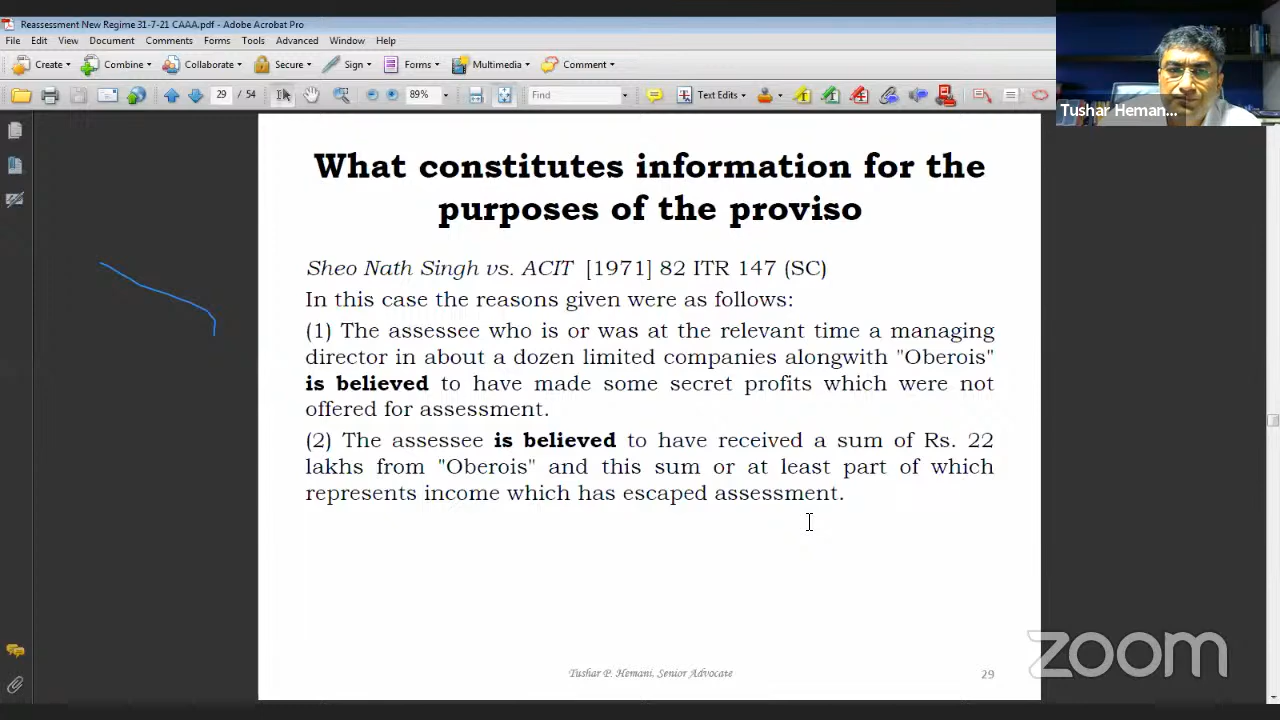 Reassessment New Regime 31-7-21 CAAA.pdf - Adobe Acrobat Pro
File Edit View Document Comments Forms Tools Advanced Window Help
Create Combine Collaborate Secure Sign Forms Multimedia Comment
29 / 54 89% Find Text Edits
Tushar Heman...
What constitutes information for the
purposes of the proviso
Sheo Nath Singh vs. ACIT [1971] 82 ITR 147 (SC)
In this case the reasons given were as follows:
(1) The assessee who is or was at the relevant time a managing
director in about a dozen limited companies alongwith "Oberois"
is believed to have made some secret profits which were not
offered for assessment.
(2) The assessee is believed to have received a sum of Rs. 22
lakhs from "Oberois" and this sum or at least part of which
represents income which has escaped assessment.
Tushar P. Hemani, Senior Advocate
29
zoom